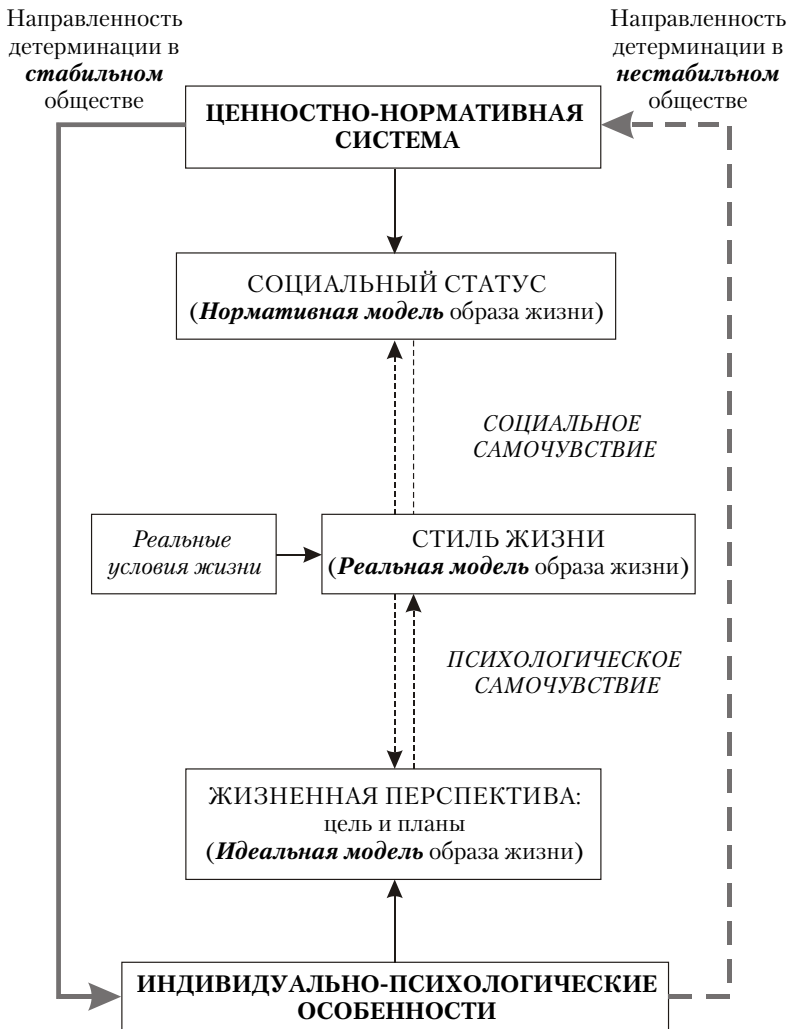 Направленность
детерминации в
стабильном
обществе
Направленность
детерминации в
нестабильном
обществе
ЦЕННОСТНО-НОРМАТИВНАЯ
СИСТЕМА
СОЦИАЛЬНЫЙ СТАТУС
(Нормативная модель образа жизни)
СОЦИАЛЬНОЕ
САМОЧУВСТВИЕ
Реальные
условия жизни
СТИЛЬ ЖИЗНИ
(Реальная модель образа жизни)
ПСИХОЛОГИЧЕСКОЕ
САМОЧУВСТВИЕ
ЖИЗНЕННАЯ ПЕРСПЕКТИВА:
цель и планы
(Идеальная модель образа жизни)
ИНДИВИДУАЛЬНО-ПСИХОЛОГИЧЕСКИЕ
ОСОБЕННОСТИ